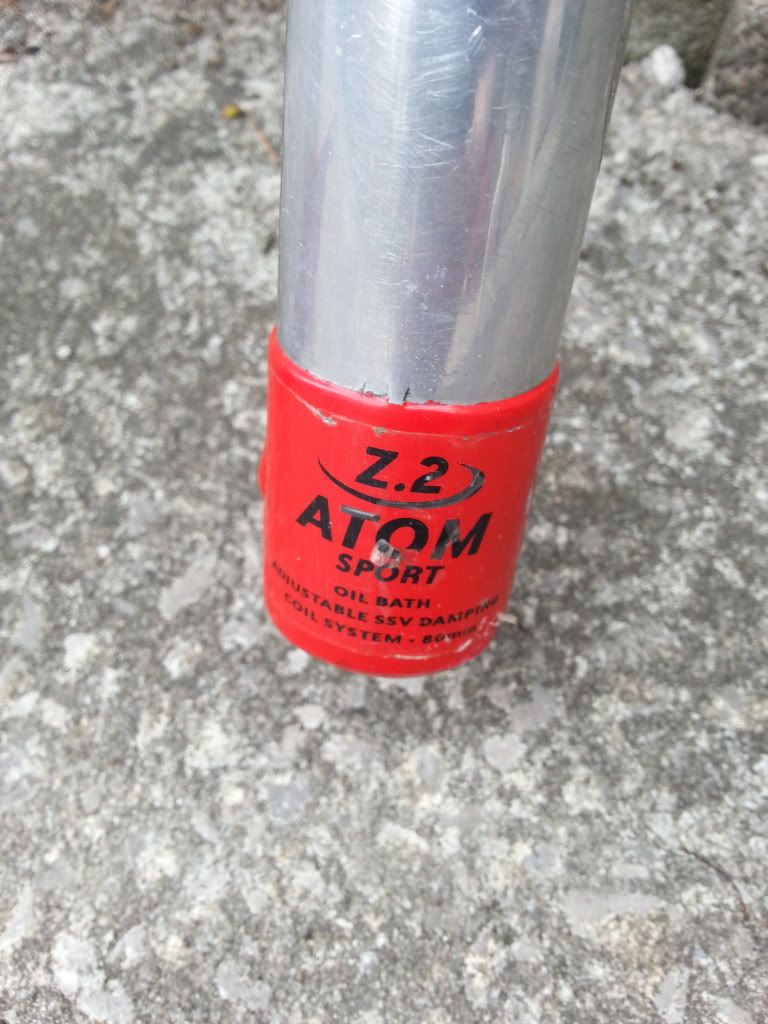 Z.2
ATOM
SPORT
OIL BATH
ADJUSTABLE SSV DAMPING
COIL SYSTEM - 80mm